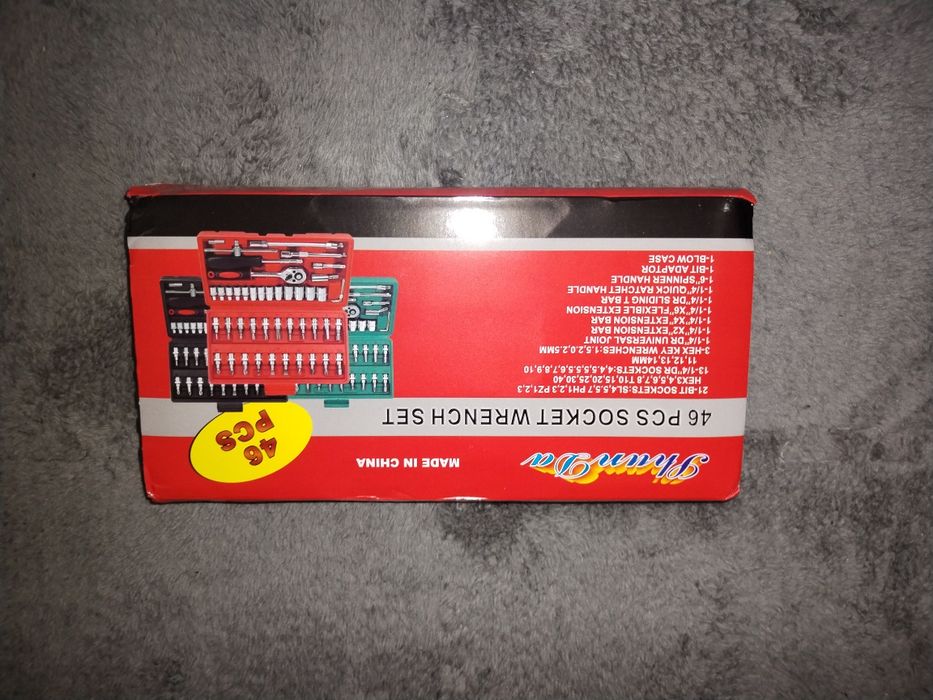 Shun Da
MADE IN CHINA
46 PCS SOCKET WRENCH SET
46
PCS
21-BIT SOCKETS:SL4,5.5,7 PH1,2,3 PZ1,2,3
HEX3,4,5,6,7,8 T10,15,20,25,30,40
13-1/4"DR SOCKETS:4,4.5,5,5.5,6,7,8,9,10
11,12,13,14MM
3-HEX KEY WRENCHES:1.5,2.0,2.5MM
1-1/4"DR UNIVERSAL JOINT
1-1/4"X2"EXTENSION BAR
1-1/4"X4"EXTENSION BAR
1-1/4"X6"FLEXIBLE EXTENSION
1-1/4"DR SLIDING T BAR
1-1/4"QUICK RATCHET HANDLE
1-6"SPINNER HANDLE
1-BIT ADAPTOR
1-BLOW CASE